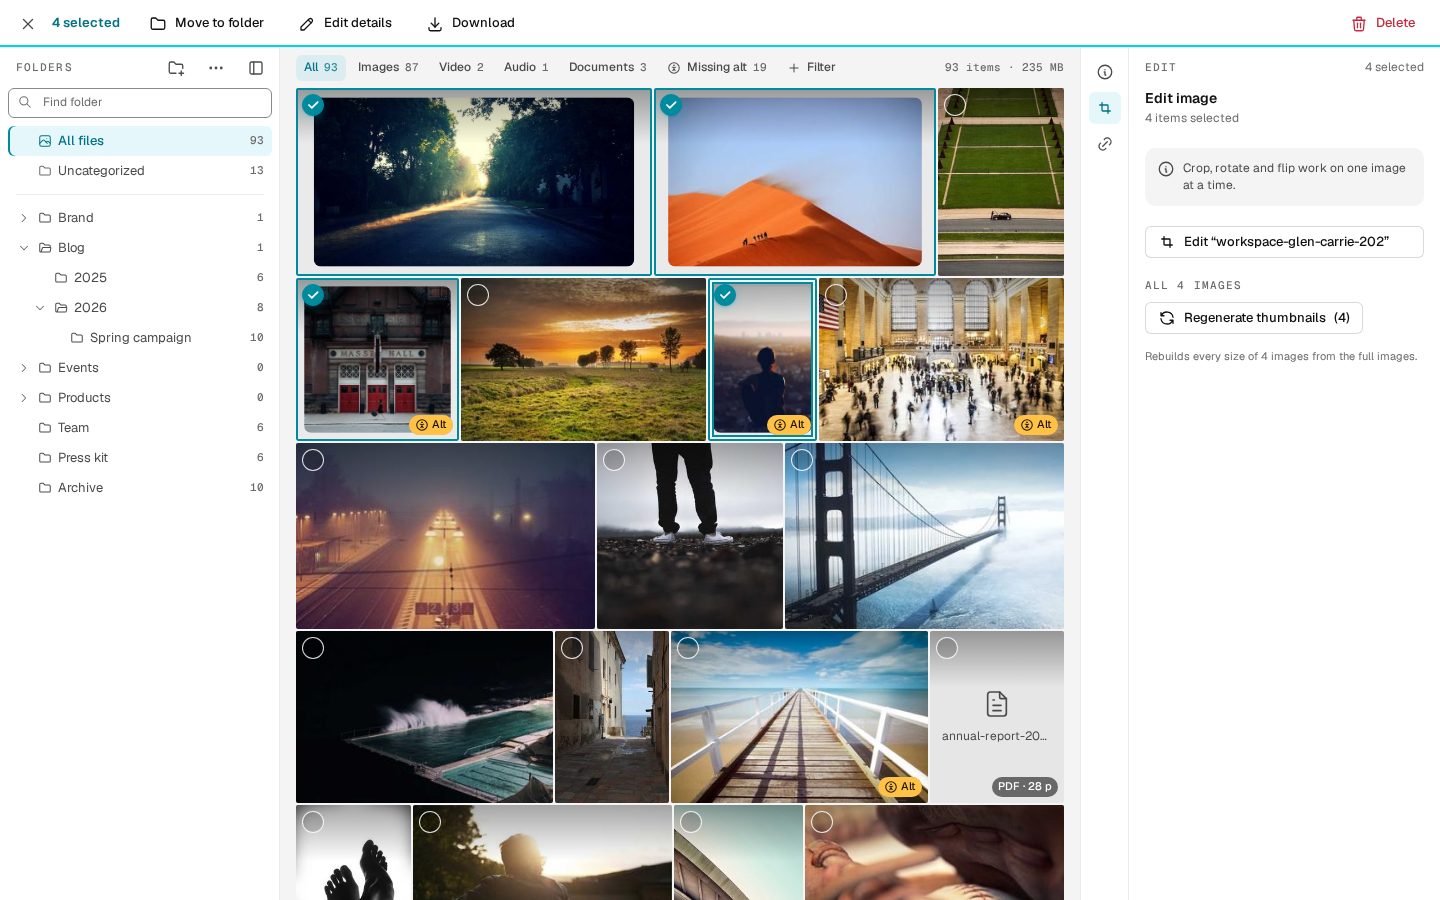 4 selected
Move to folder
Edit details
Download
Delete
FOLDERS
Find folder
All files 93
Uncategorized 13
Brand 1
Blog 1
2025 6
2026 8
Spring campaign 10
Events 0
Products 0
Team 6
Press kit 6
Archive 10
All 93
Images 87
Video 2
Audio 1
Documents 3
Missing alt 19
Filter
93 items · 235 MB
MASSEY HALL
Alt
Alt
Alt
Alt
annual-report-20…
PDF · 28 p
EDIT
4 selected
Edit image
4 items selected
Crop, rotate and flip work on one image
at a time.
Edit “workspace-glen-carrie-202”
ALL 4 IMAGES
Regenerate thumbnails (4)
Rebuilds every size of 4 images from the full images.